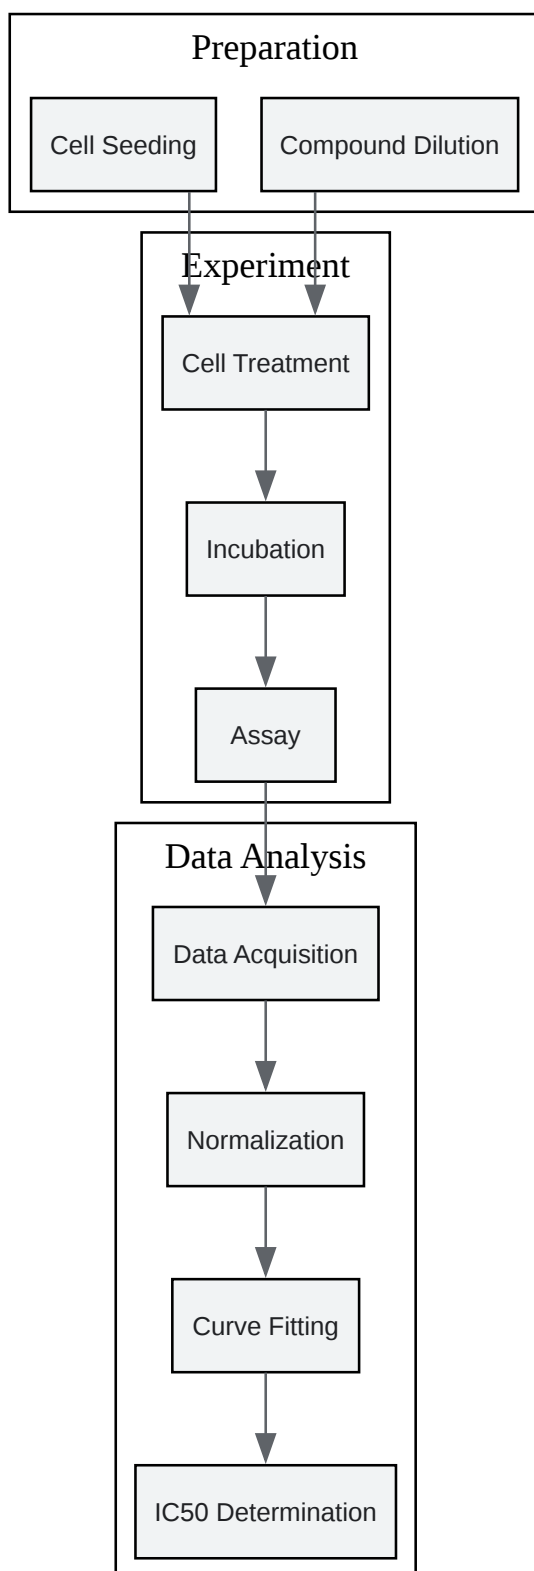 Preparation
Cell Seeding
Compound Dilution
Experiment
Cell Treatment
Incubation
Assay
Data Analysis
Data Acquisition
Normalization
Curve Fitting
IC50 Determination